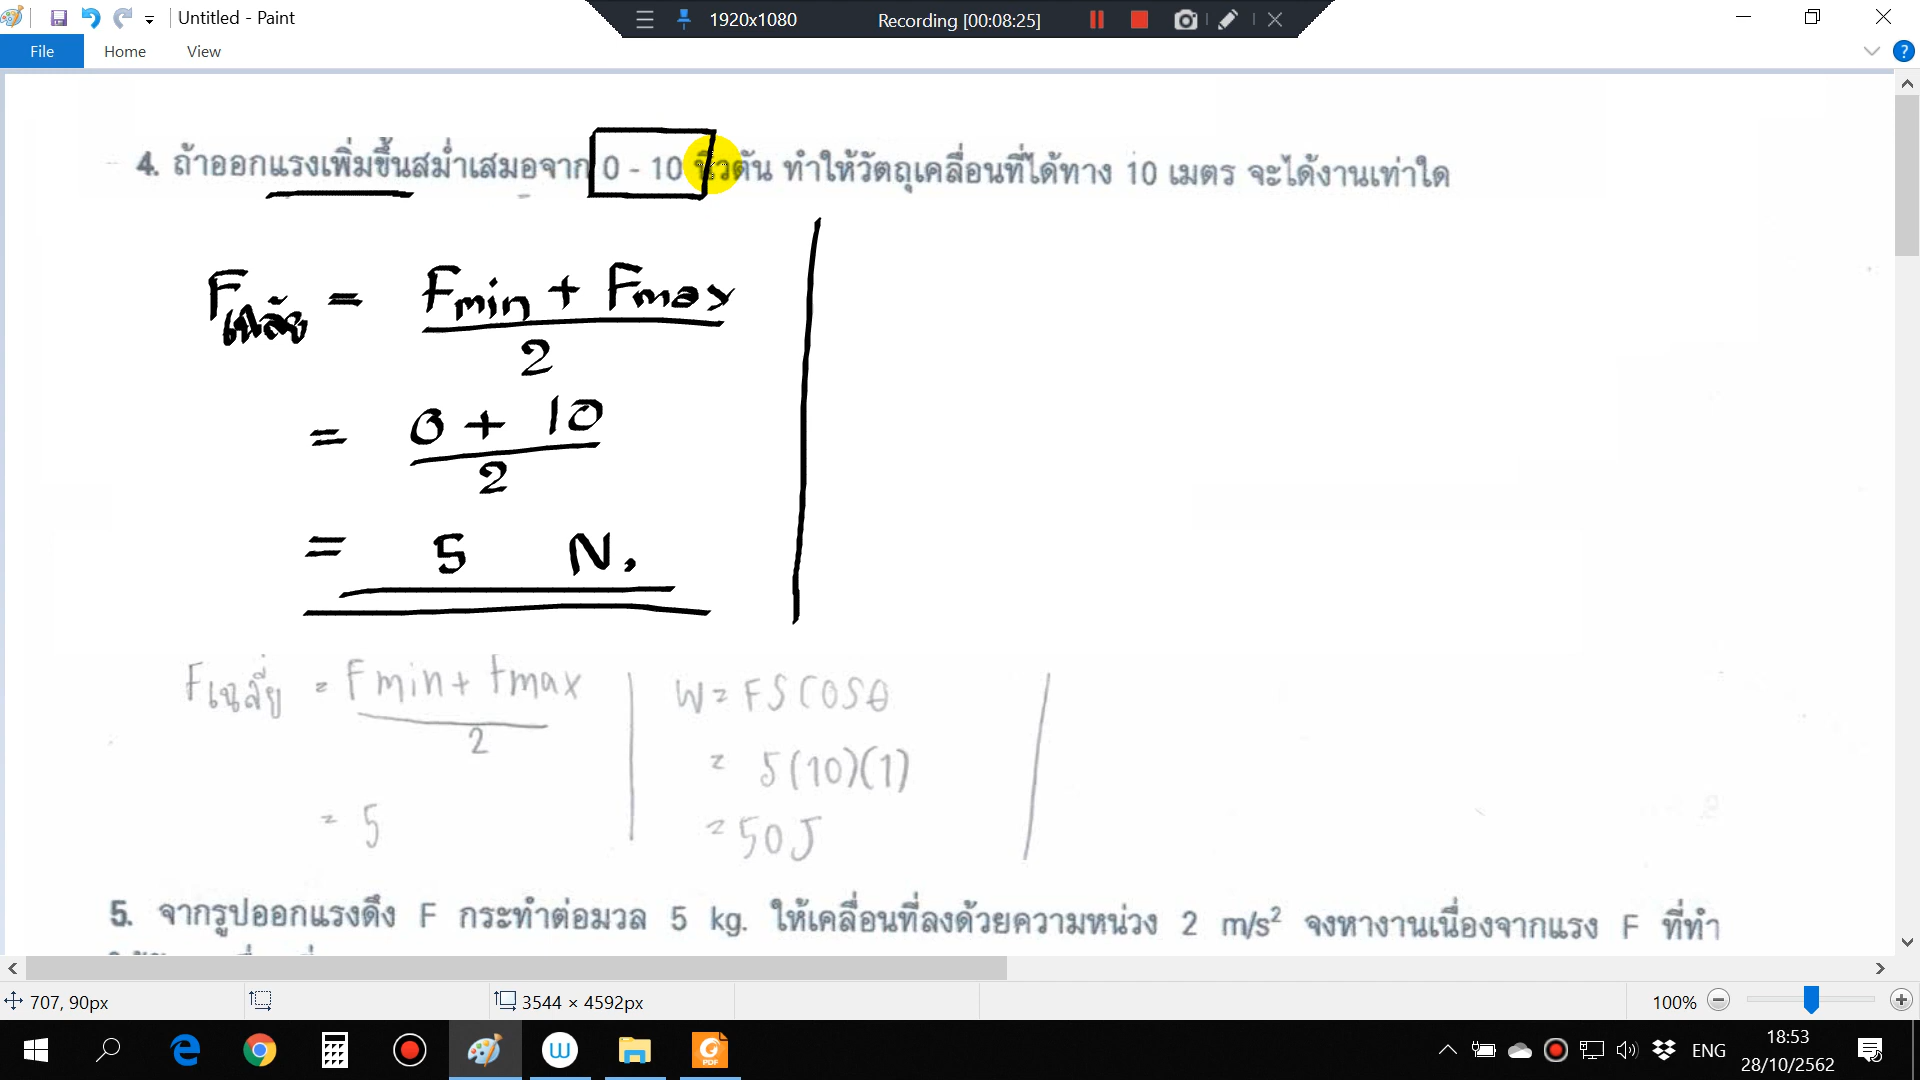 Untitled - Paint
1920x1080
Recording [00:08:25]
File
Home
View
4. ถ้าออกแรงเพิ่มขึ้นสม่ำเสมอจาก 0 - 10 นิวตัน ทำให้วัตถุเคลื่อนที่ได้ทาง 10 เมตร จะได้งานเท่าใด
Fเฉลี่ย = Fmin + Fmax
2
= 0 + 10
2
= 5 N.
Fเฉลี่ย = Fmin + Fmax
2
= 5
W = FS COSθ
= 5(10)(1)
= 50J
5. จากรูปออกแรงดึง F กระทำต่อมวล 5 kg. ให้เคลื่อนที่ลงด้วยความหน่วง 2 m/s² จงหางานเนื่องจากแรง F ที่ทำ
707, 90px
3544 × 4592px
100%
PDF
ENG
18:53
28/10/2562